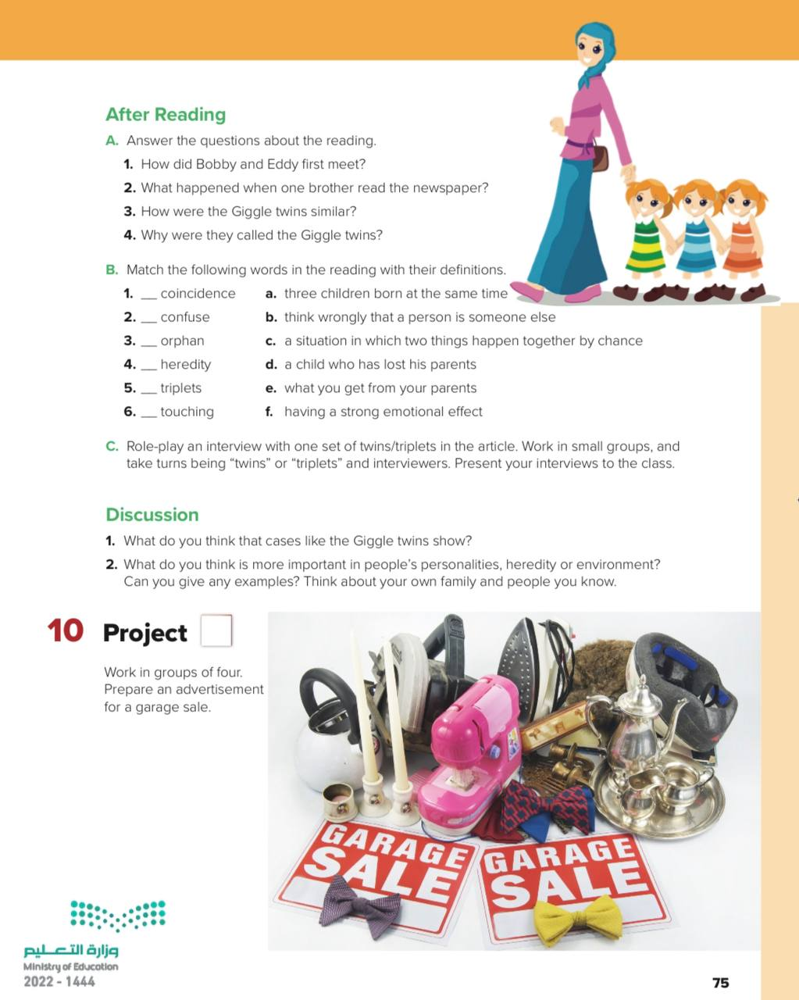 After Reading
A. Answer the questions about the reading.
1. How did Bobby and Eddy first meet?
2. What happened when one brother read the newspaper?
3. How were the Giggle twins similar?
4. Why were they called the Giggle twins?
B. Match the following words in the reading with their definitions.
1. __ coincidence a. three children born at the same time
2. __ confuse b. think wrongly that a person is someone else
3. __ orphan c. a situation in which two things happen together by chance
4. __ heredity d. a child who has lost his parents
5. __ triplets e. what you get from your parents
6. __ touching f. having a strong emotional effect
C. Role-play an interview with one set of twins/triplets in the article. Work in small groups, and
take turns being “twins” or “triplets” and interviewers. Present your interviews to the class.
Discussion
1. What do you think that cases like the Giggle twins show?
2. What do you think is more important in people’s personalities, heredity or environment?
Can you give any examples? Think about your own family and people you know.
10 Project
Work in groups of four.
Prepare an advertisement
for a garage sale.
GARAGE
SALE
GARAGE
SALE
وزارة التعليم
Ministry of Education
2022 - 1444
75